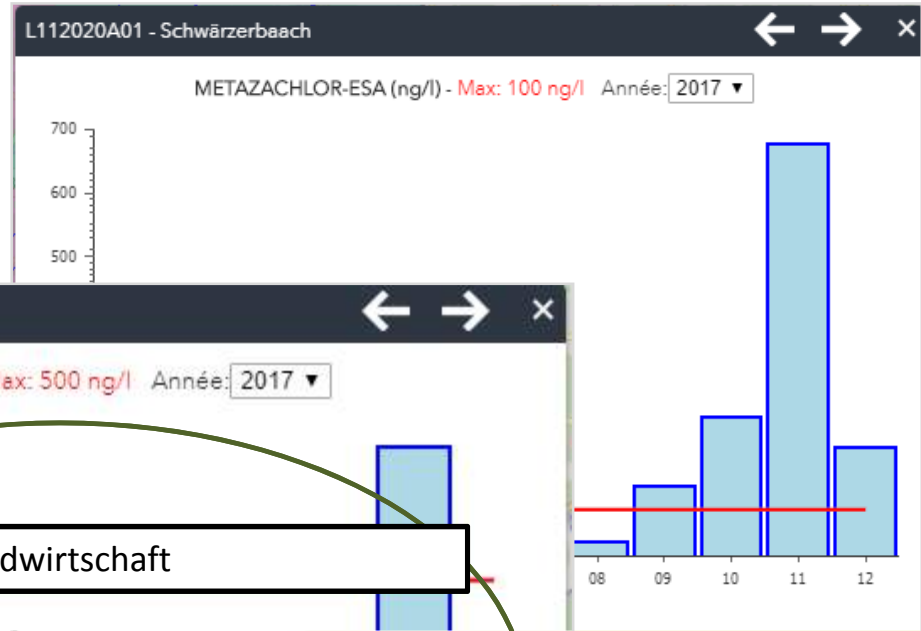 L112020A01 - Schwärzerbaach
METAZACHLOR-ESA (ng/l) - Max: 100 ng/l Année: 2017
700
600
500
ax: 500 ng/l Année: 2017
dwirtschaft
08 09 10 11 12